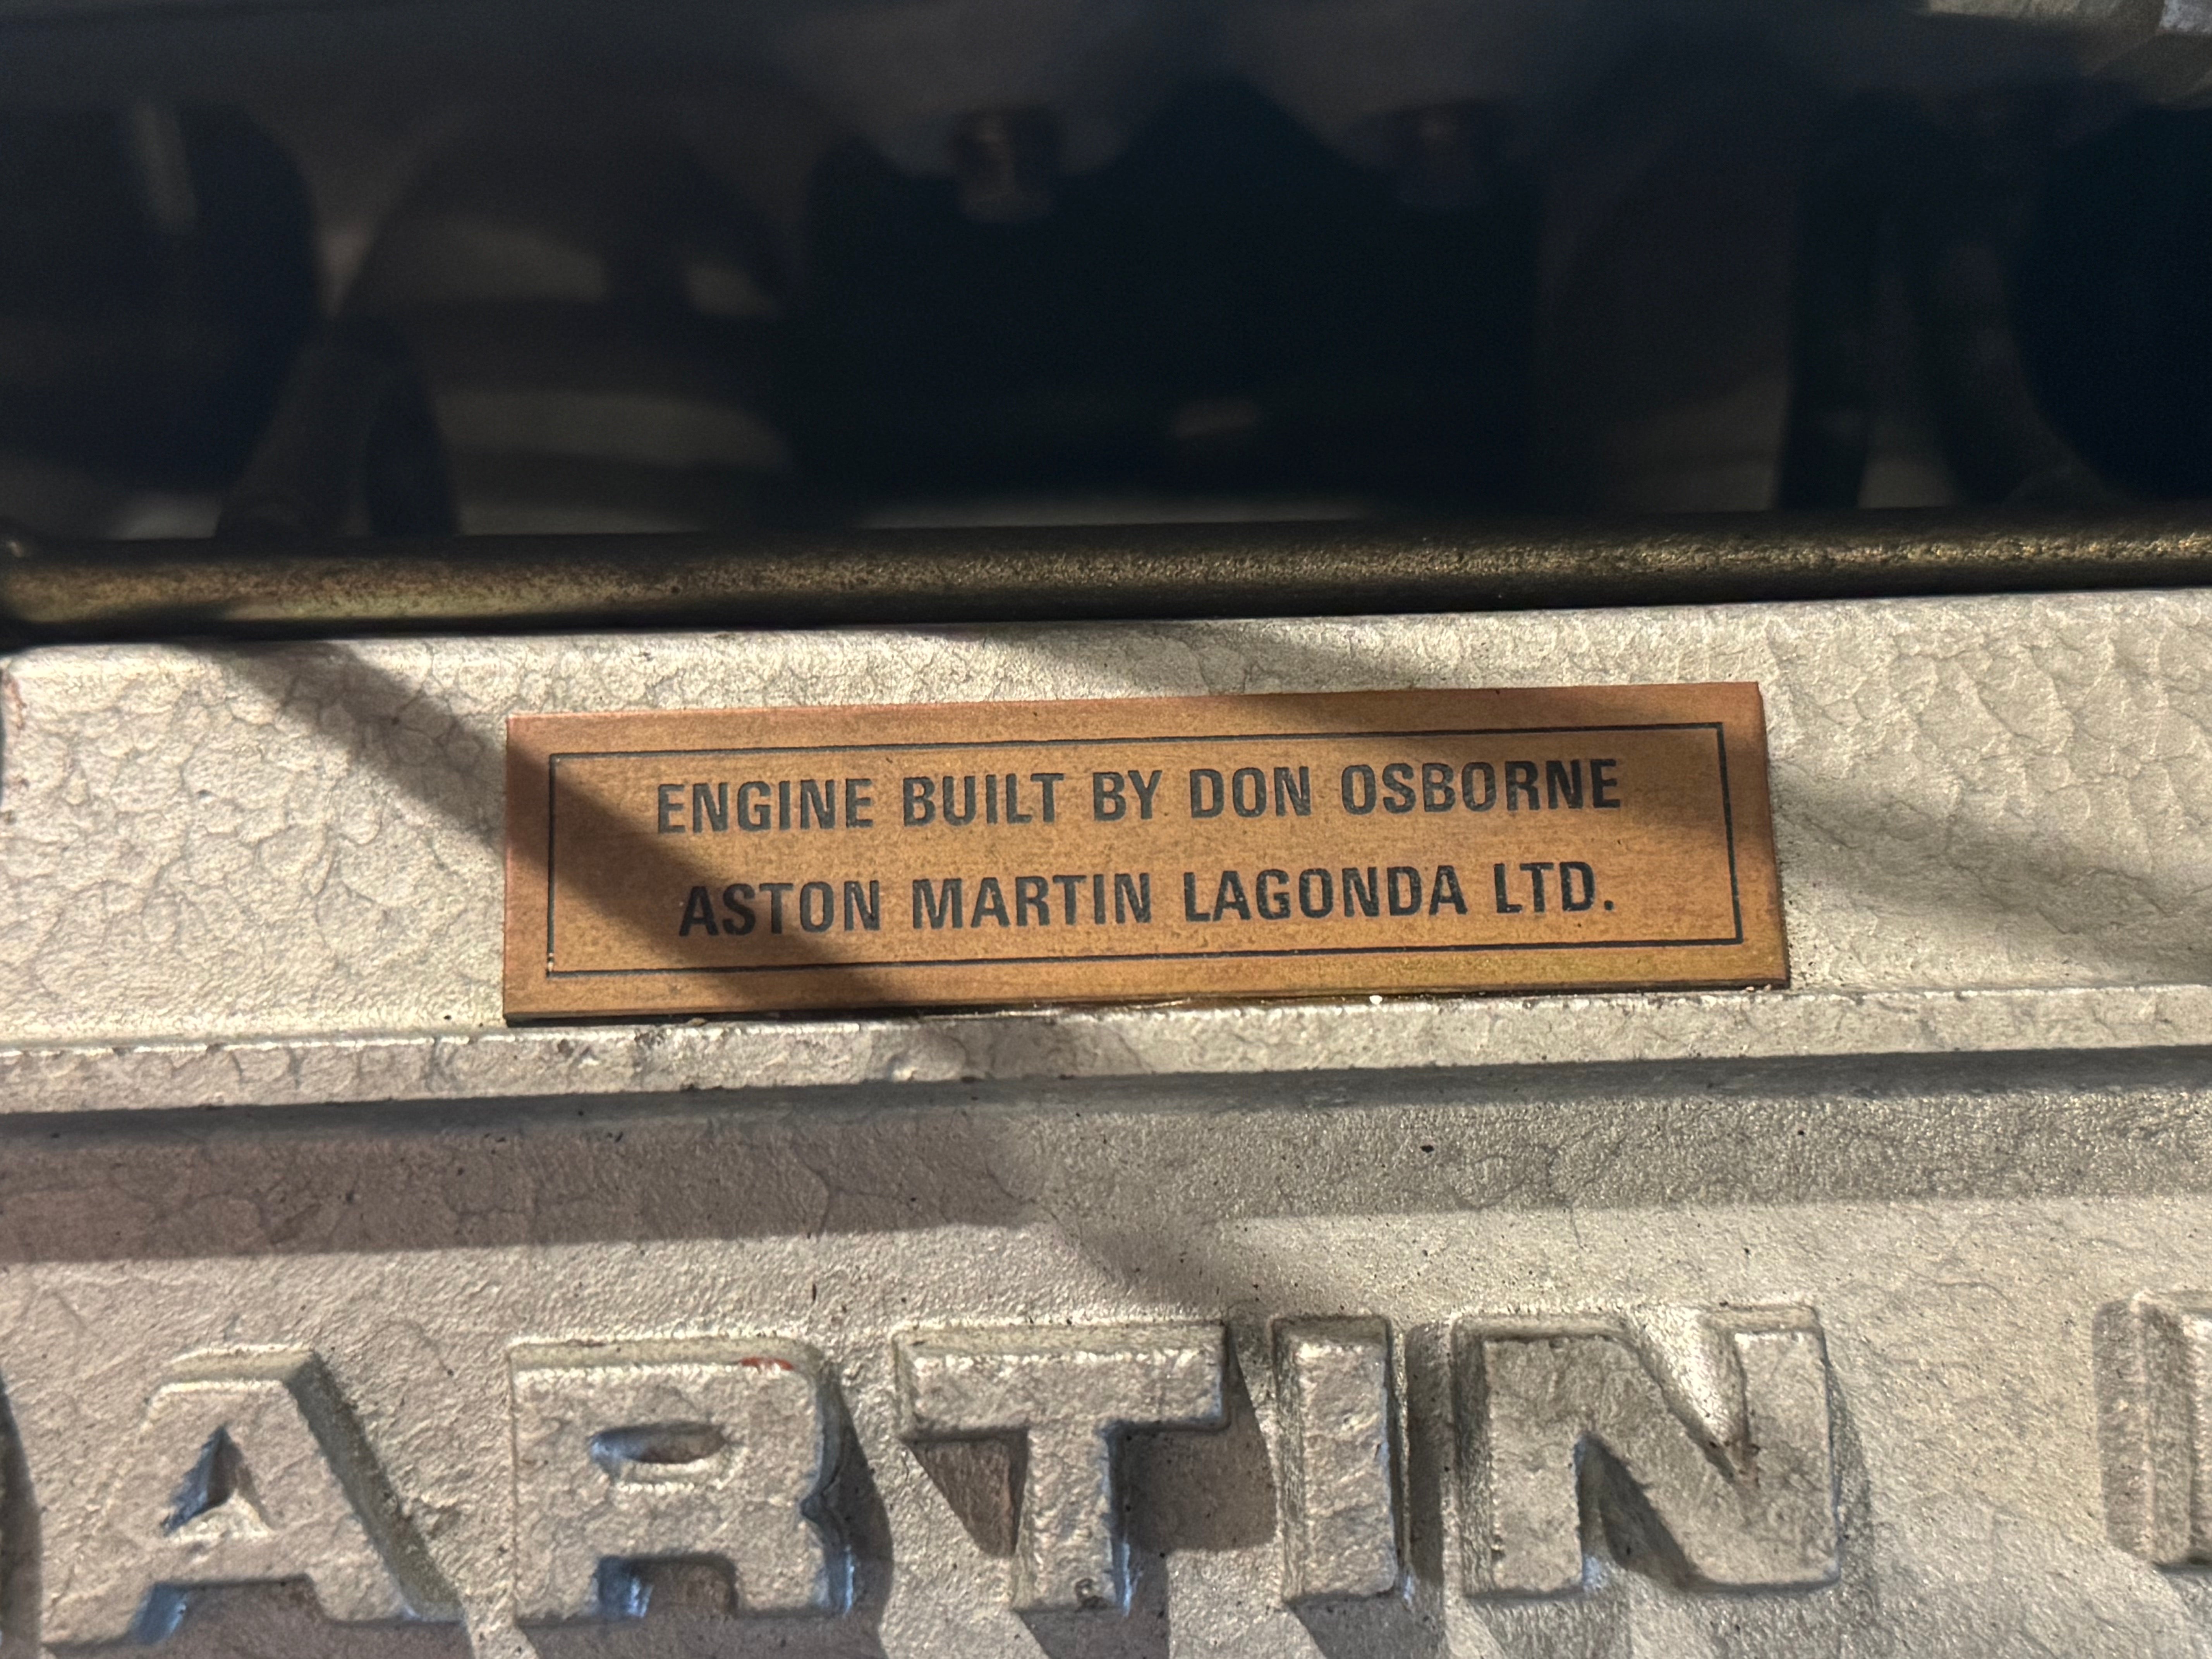 ENGINE BUILT BY DON OSBORNE
ASTON MARTIN LAGONDA LTD.
ARTIN